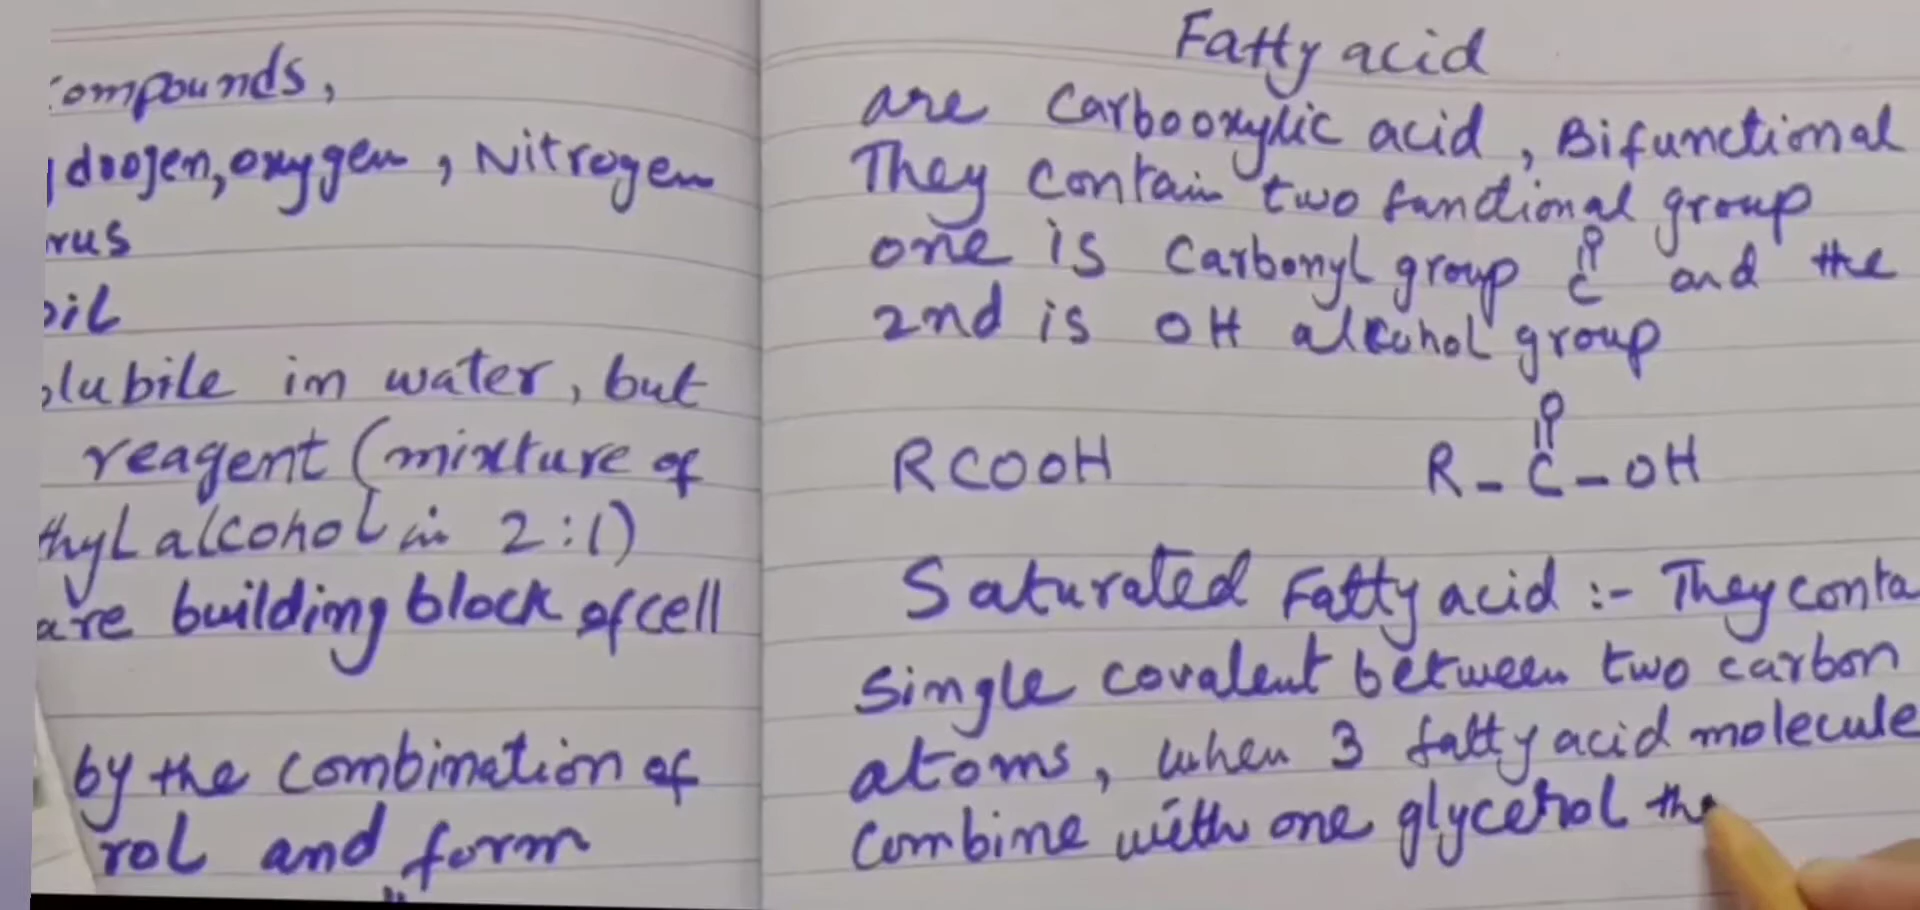 compounds,
drojen, oxygen, Nitrogen
rus
oil
olubile in water, but
reagent (mixture of
thyl alcohol in 2:1)
are building block of cell
by the combination of
rol and form
Fatty acid
are Carbooxylic acid, Bifunctional
They contain two functional group
one is Carbonyl group O=C and the
2nd is OH alcohol group
RCOOH
O
R-C-OH
Saturated Fatty acid :- They conta
single covalent between two carbon
atoms, when 3 fatty acid molecule
combine with one glycerol the